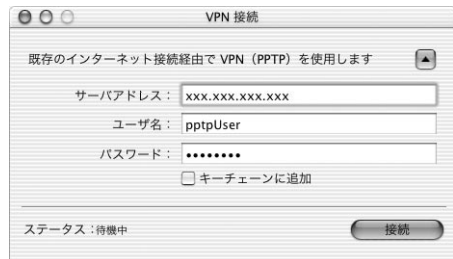 VPN 接続
既存のインターネット接続経由で VPN（PPTP）を使用します
サーバアドレス： xxx.xxx.xxx.xxx
ユーザ名： pptpUser
パスワード： ••••••••
キーチェーンに追加
ステータス：待機中
接続